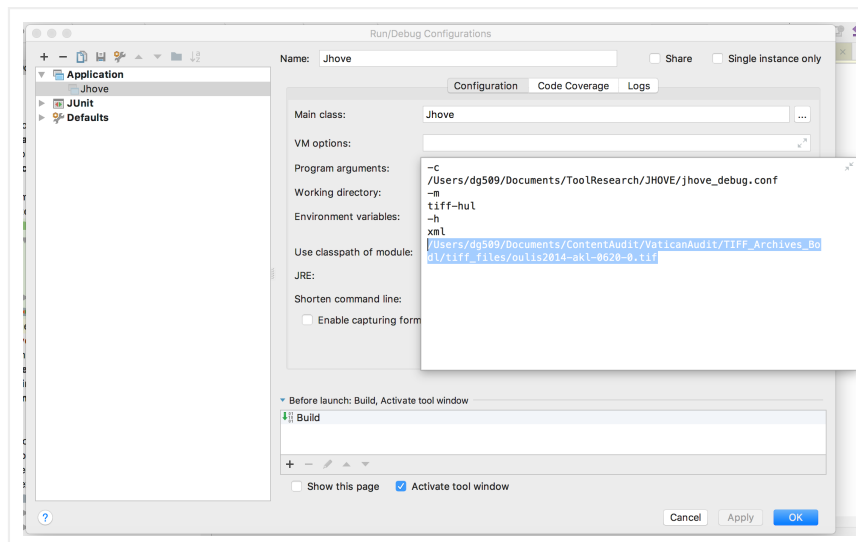 Run/Debug Configurations
Name: Jhove
Share
Single instance only
Application
Jhove
JUnit
Defaults
Configuration
Code Coverage
Logs
Main class: Jhove
...
VM options:
Program arguments:
Working directory:
Environment variables:
Use classpath of module:
JRE:
Shorten command line:
Enable capturing form
-c
/Users/dg509/Documents/ToolResearch/JHOVE/jhove_debug.conf
-m
tiff-hul
-h
xml
/Users/dg509/Documents/ContentAudit/VaticanAudit/TIFF_Archives_Bo
dl/tiff_files/oulis2014-akl-0620-0.tif
Before launch: Build, Activate tool window
Build
Show this page
Activate tool window
?
Cancel
Apply
OK